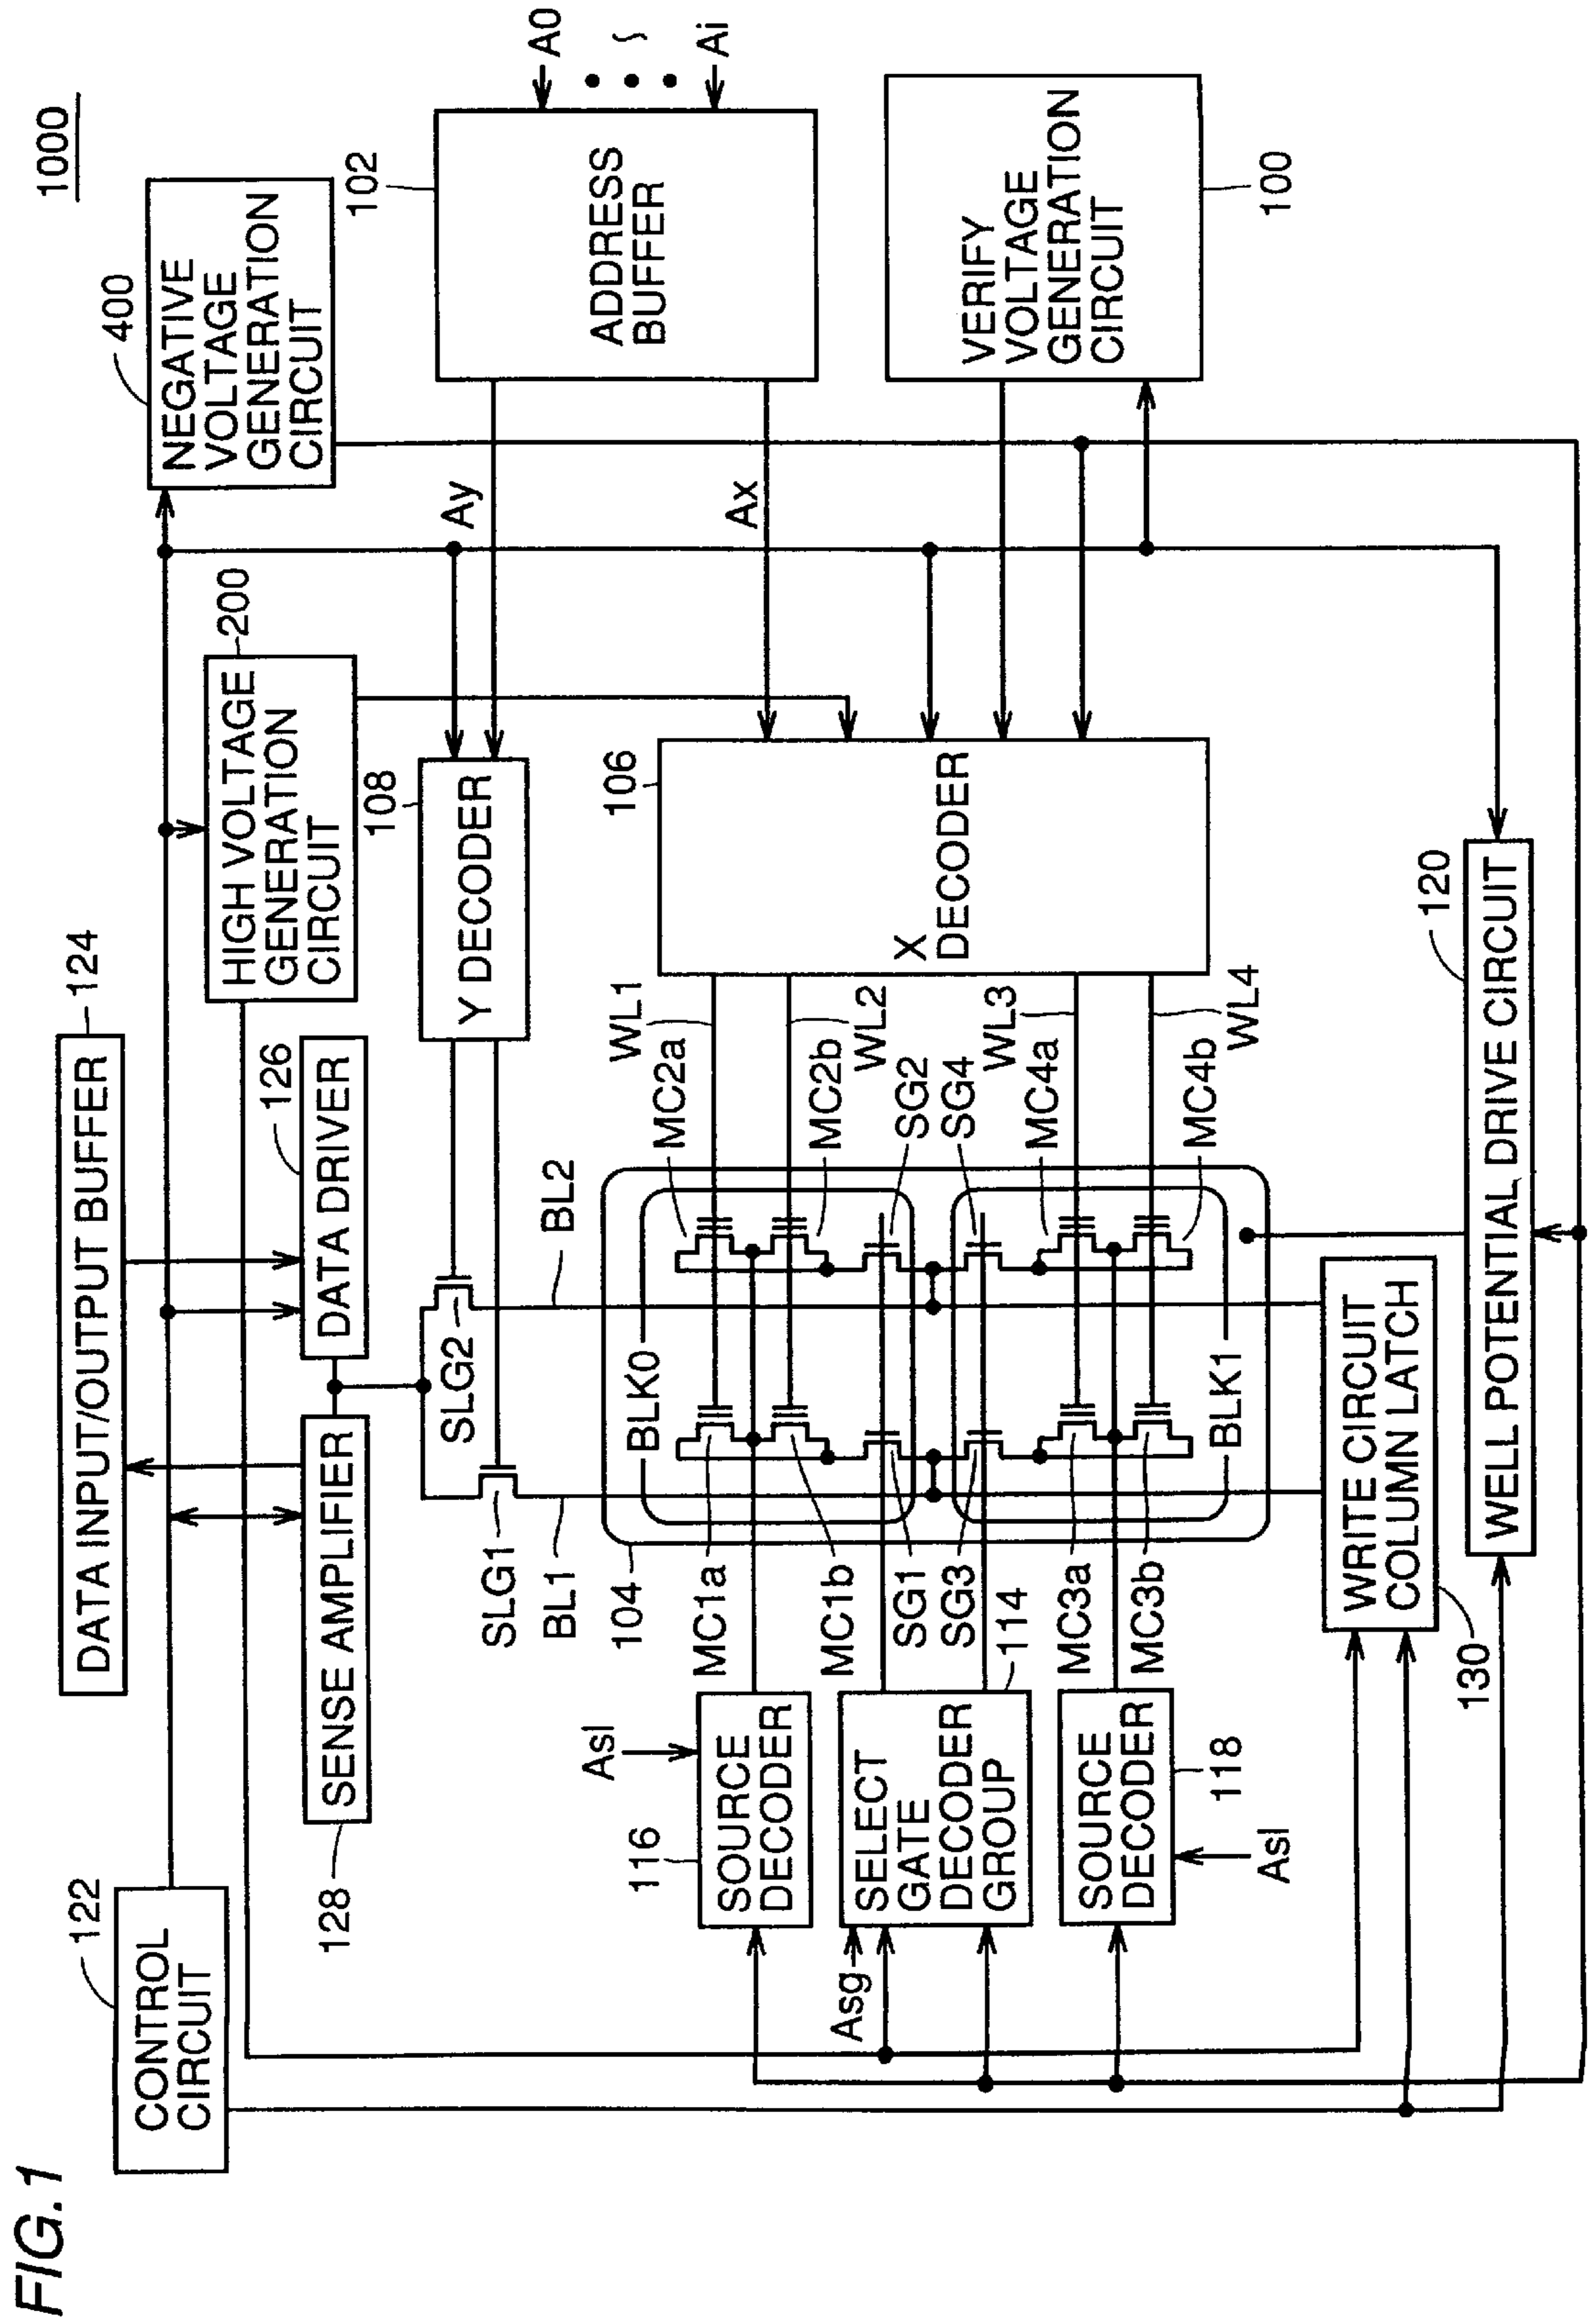 FIG.1
1000
CONTROL
CIRCUIT
122
DATA INPUT/OUTPUT BUFFER
124
SENSE AMPLIFIER
128
DATA DRIVER
126
HIGH VOLTAGE
GENERATION
CIRCUIT
200
NEGATIVE
VOLTAGE
GENERATION
CIRCUIT
400
ADDRESS
BUFFER
102
A0
Ai
VERIFY
VOLTAGE
GENERATION
CIRCUIT
100
Ay
Ax
Y DECODER
108
X
DECODER
106
SLG2
SLG1
BL2
BL1
104
BLK0
BLK1
WL1
MC2a
WL2
MC2b
SG2
SG4
WL3
MC4a
WL4
MC4b
MC1a
MC1b
SG1
SG3
114
MC3a
MC3b
Asl
SOURCE
DECODER
116
SELECT
GATE
DECODER
GROUP
Asg
SOURCE
DECODER
118
Asl
WRITE CIRCUIT
COLUMN LATCH
130
WELL POTENTIAL DRIVE CIRCUIT
120